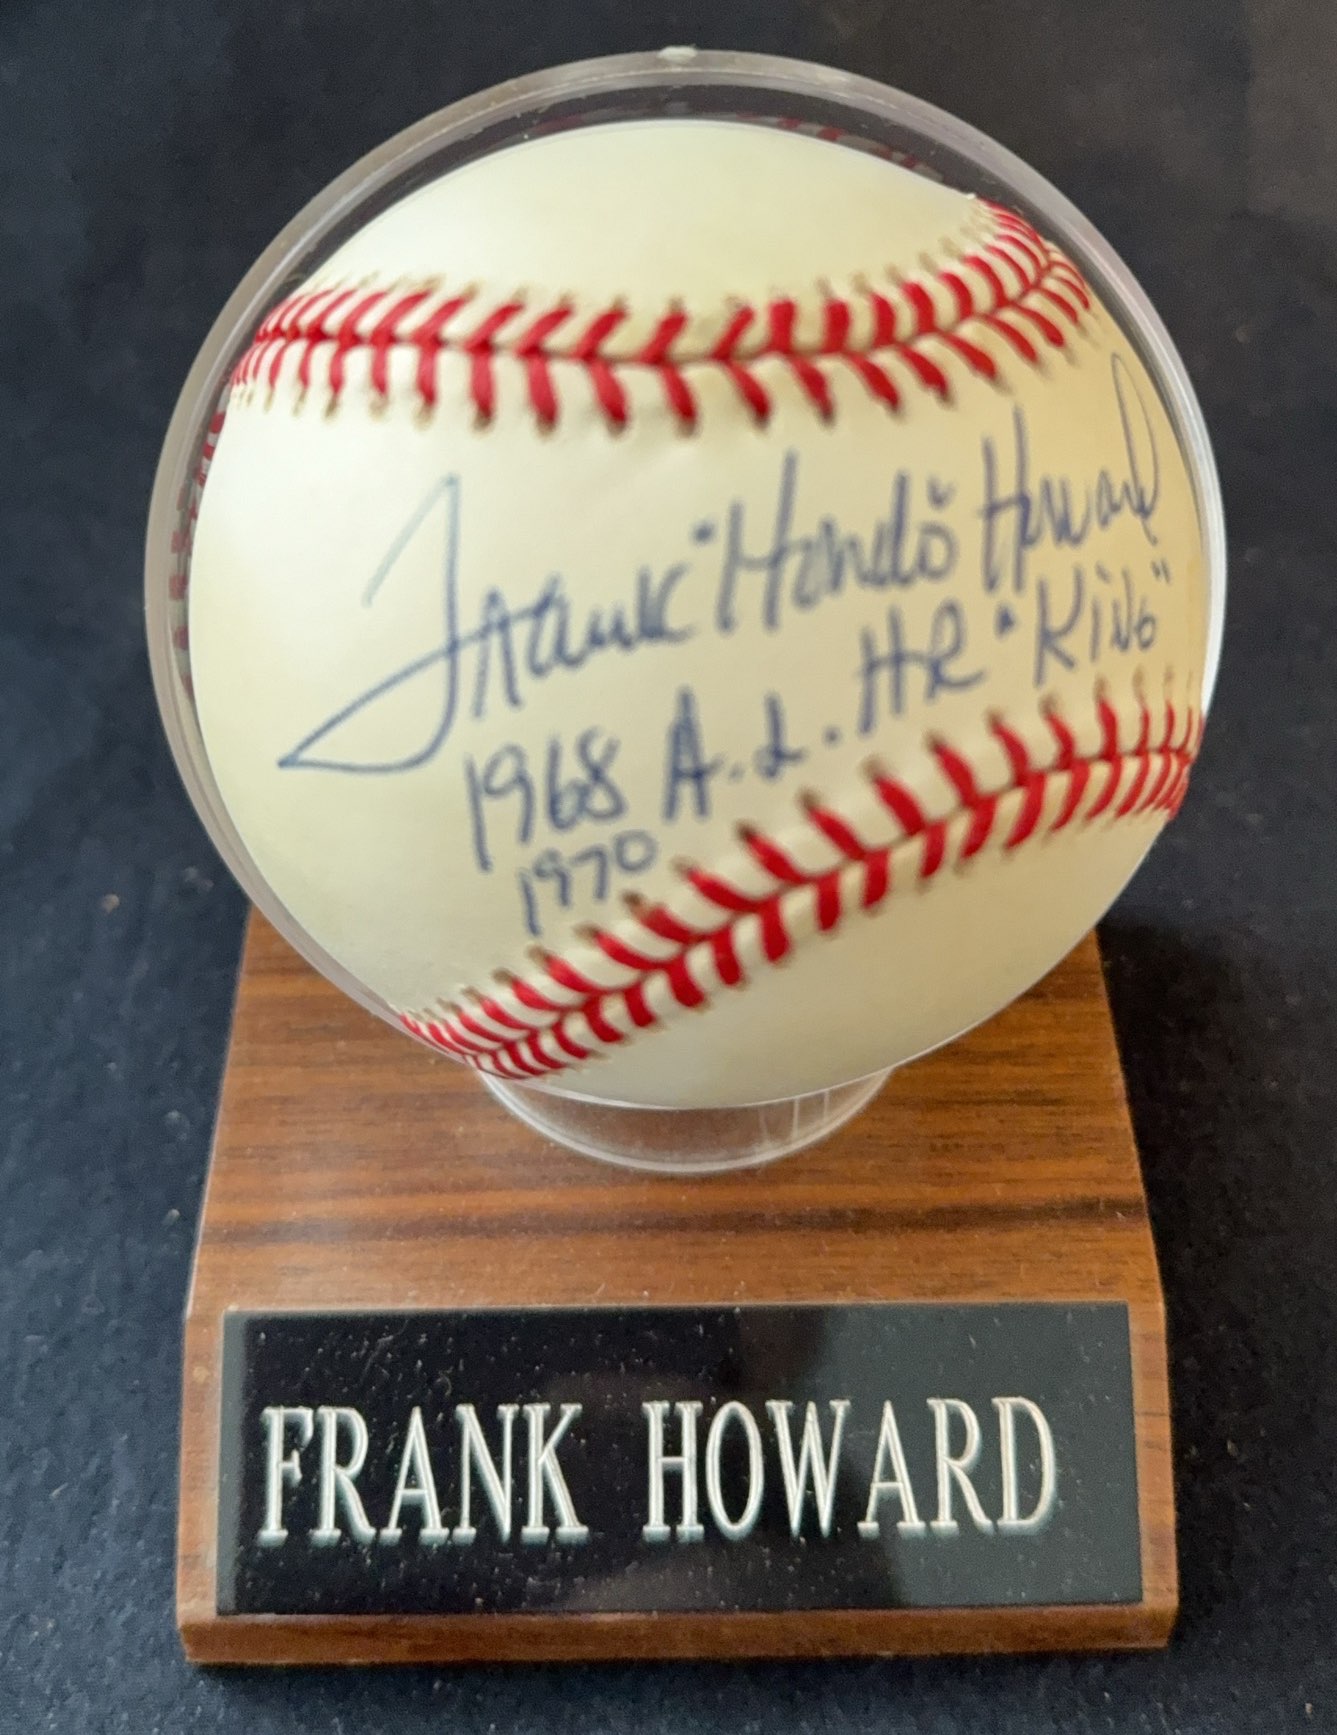 Frank "Hondo" Howard
1968 A.L. HR "KiNG"
1970
FRANK HOWARD